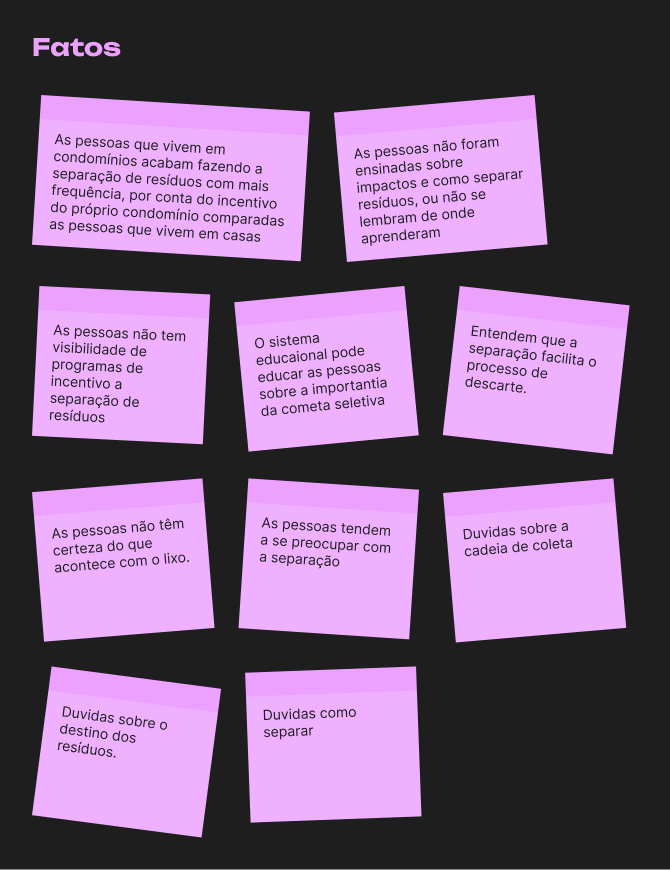 Fatos
As pessoas que vivem em
condomínios acabam fazendo a
separação de resíduos com mais
frequência, por conta do incentivo
do próprio condomínio comparadas
as pessoas que vivem em casas
As pessoas não foram
ensinadas sobre
impactos e como separar
resíduos, ou não se
lembram de onde
aprenderam
As pessoas não tem
visibilidade de
programas de
incentivo a
separação de
resíduos
O sistema
educaional pode
educar as pessoas
sobre a importantia
da cometa seletiva
Entendem que a
separação facilita o
processo de
descarte.
As pessoas não têm
certeza do que
acontece com o lixo.
As pessoas tendem
a se preocupar com
a separação
Duvidas sobre a
cadeia de coleta
Duvidas sobre o
destino dos
resíduos.
Duvidas como
separar